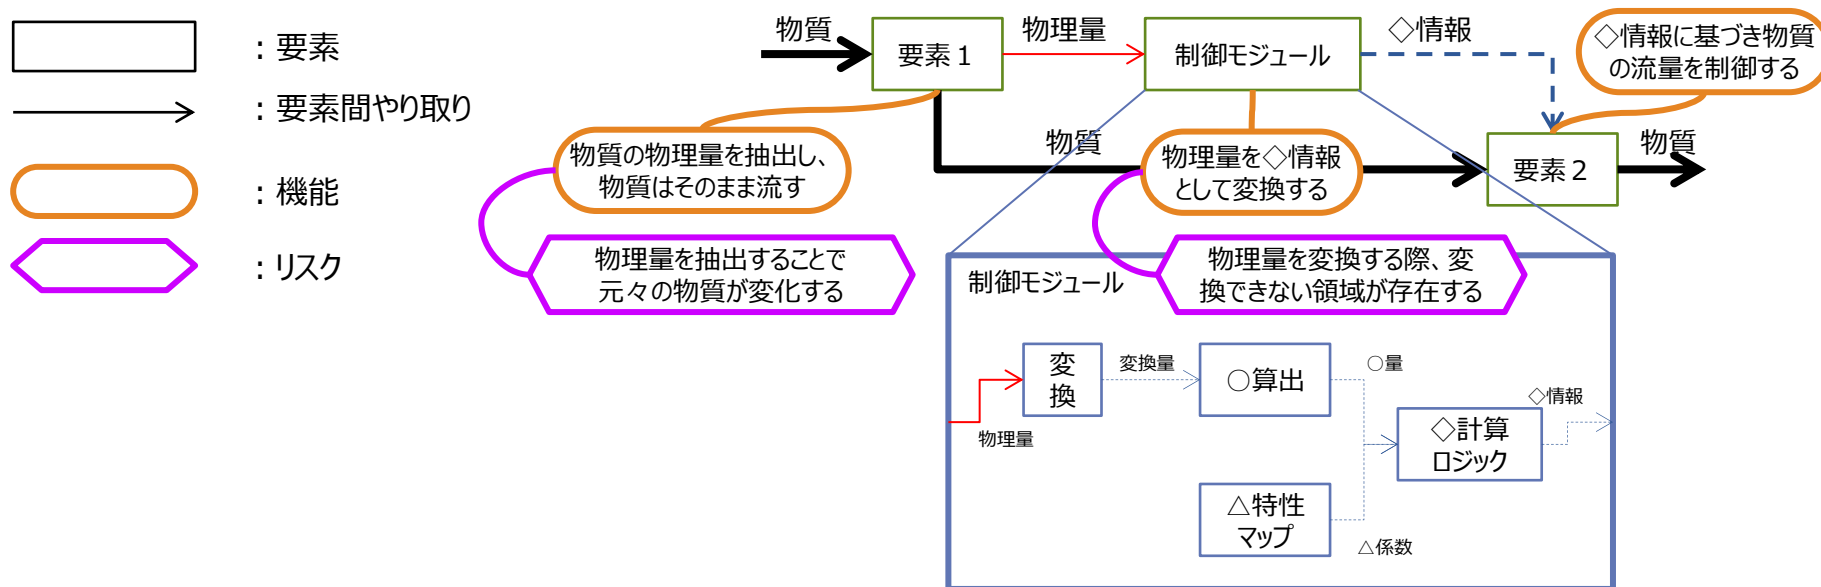 ：要素
：要素間やり取り
：機能
：リスク
物質
要素１
物理量
制御モジュール
◇情報
◇情報に基づき物質
の流量を制御する
物質の物理量を抽出し、
物質はそのまま流す
物質
物理量を◇情報
として変換する
要素２
物質
物理量を抽出することで
元々の物質が変化する
物理量を変換する際、変
換できない領域が存在する
制御モジュール
物理量
変
換
変換量
○算出
○量
△特性
マップ
△係数
◇計算
ロジック
◇情報